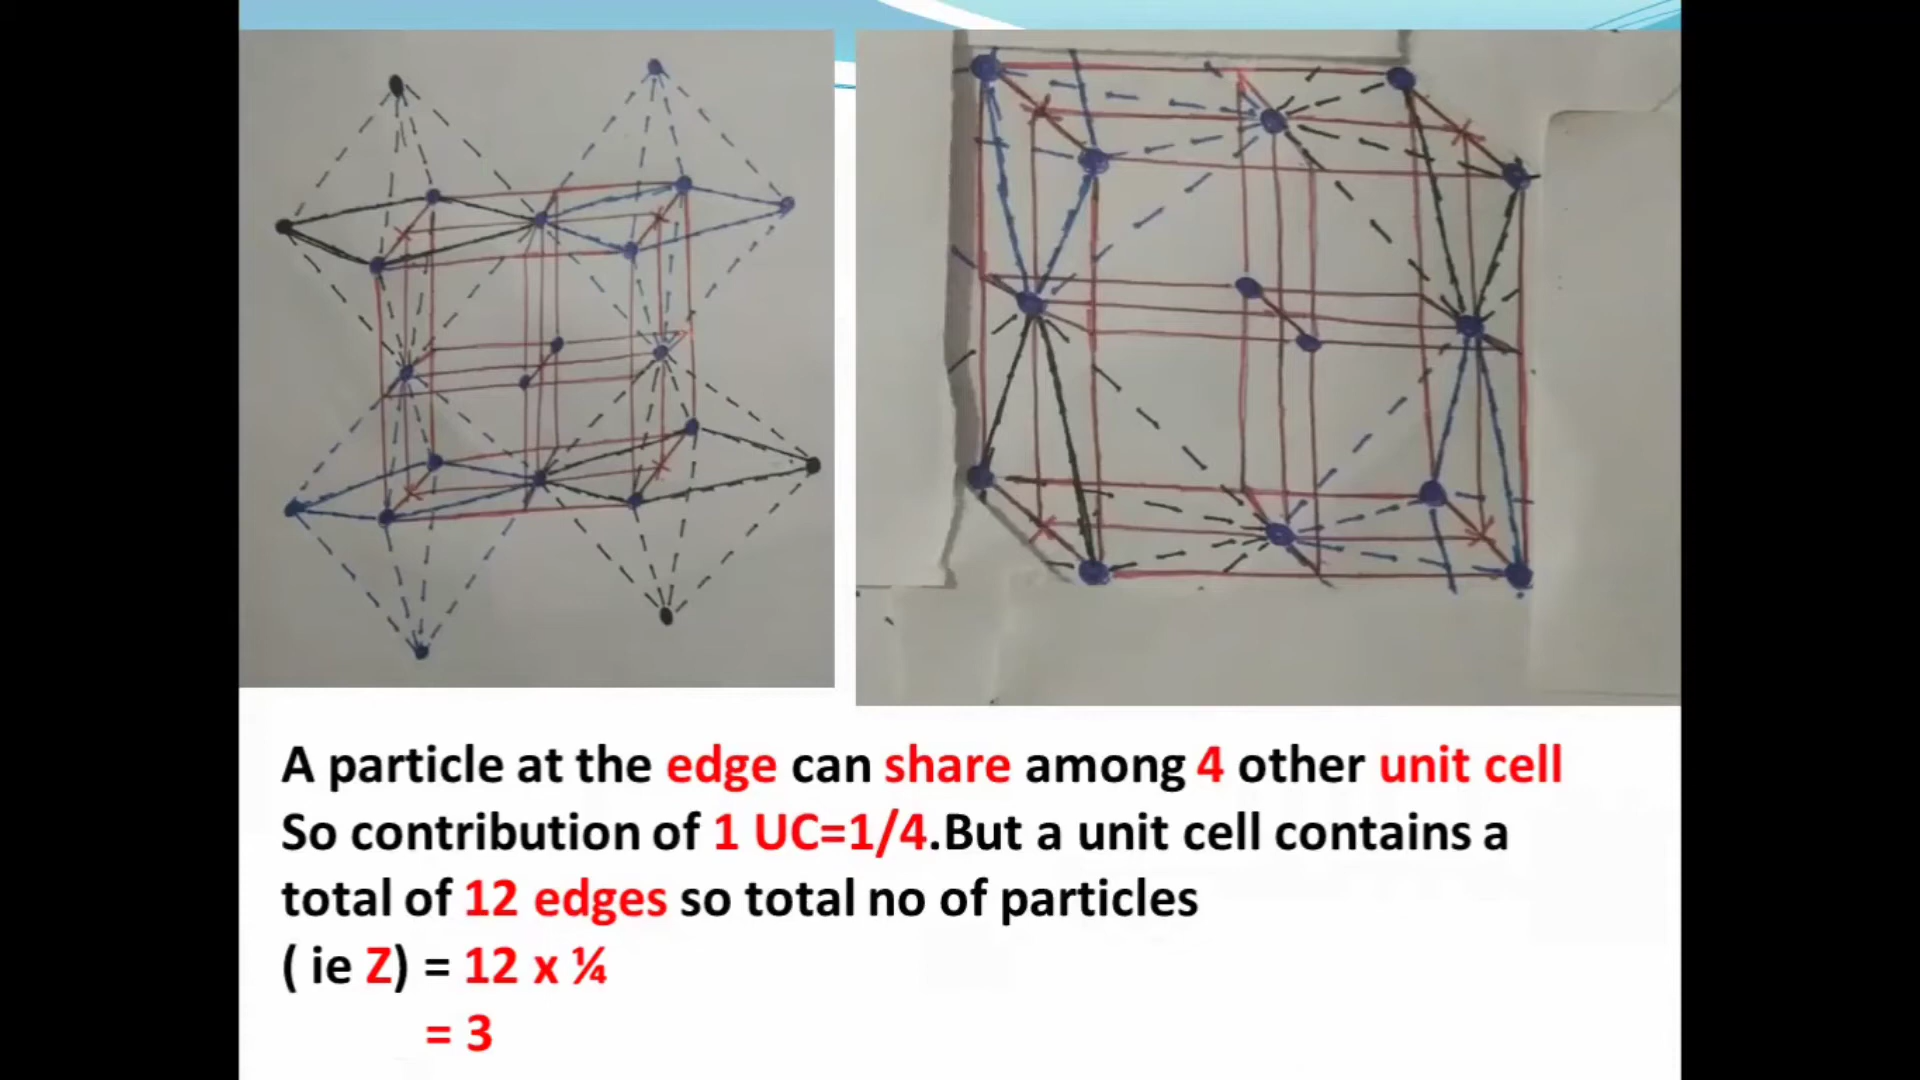 A particle at the edge can share among 4 other unit cell
So contribution of 1 UC=1/4.But a unit cell contains a
total of 12 edges so total no of particles
( ie Z) = 12 x ¼
= 3